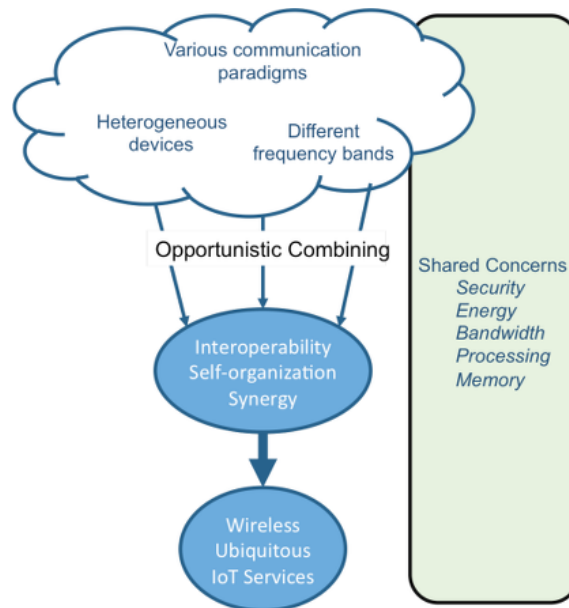 Various communication
paradigms
Heterogeneous
devices
Different
frequency bands
Opportunistic Combining
Shared Concerns
Security
Energy
Bandwidth
Processing
Memory
Interoperability
Self-organization
Synergy
Wireless
Ubiquitous
IoT Services